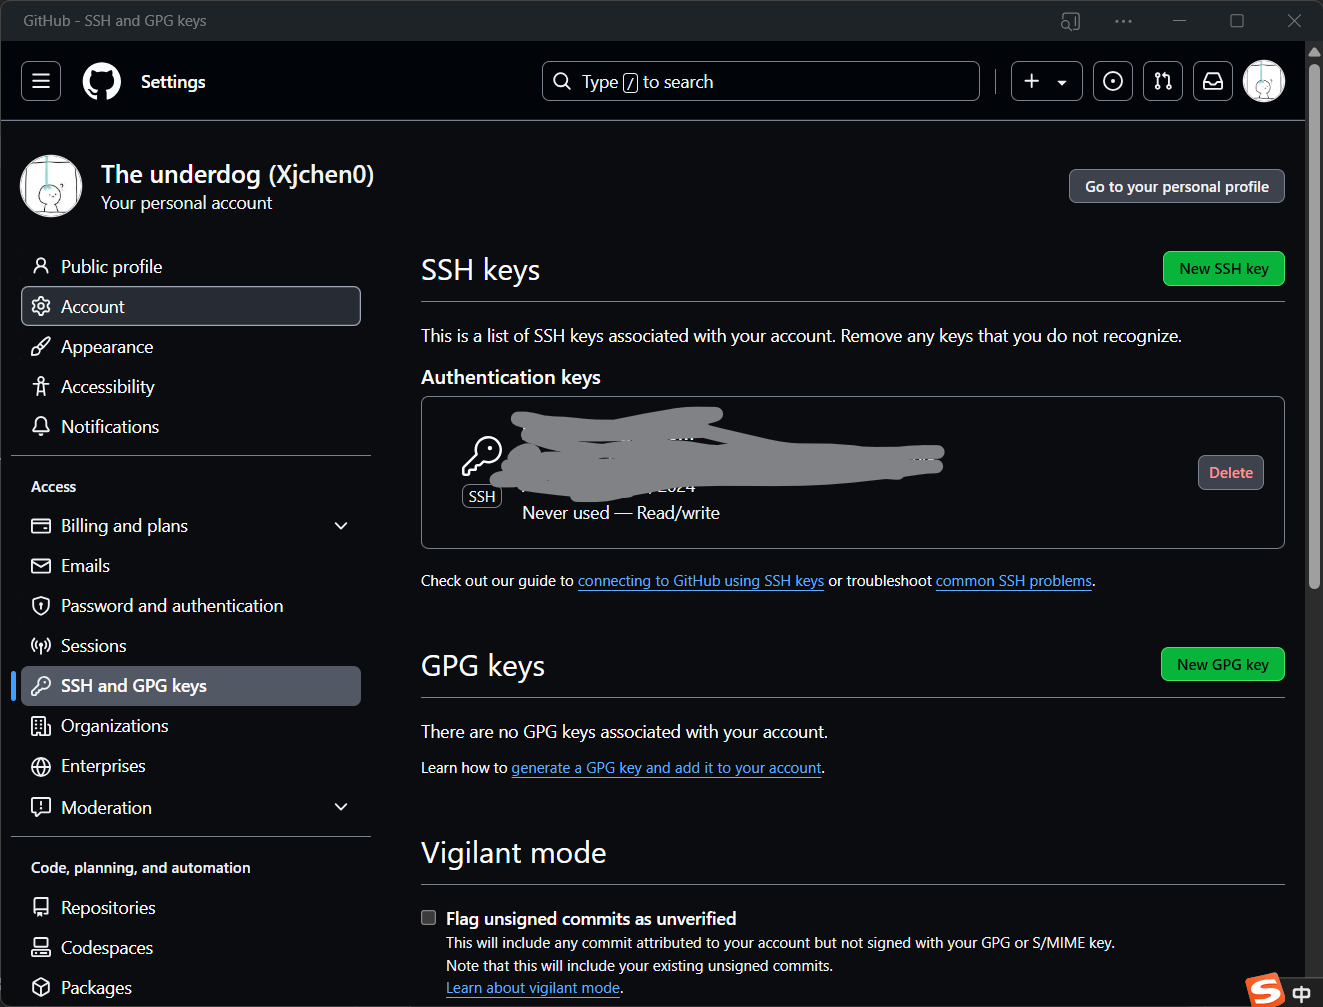 GitHub - SSH and GPG keys
Settings
Type / to search
The underdog (Xjchen0)
Your personal account
Go to your personal profile
Public profile
Account
Appearance
Accessibility
Notifications
Access
Billing and plans
Emails
Password and authentication
Sessions
SSH and GPG keys
Organizations
Enterprises
Moderation
Code, planning, and automation
Repositories
Codespaces
Packages
SSH keys
New SSH key
This is a list of SSH keys associated with your account. Remove any keys that you do not recognize.
Authentication keys
SSH
2024
Never used — Read/write
Delete
Check out our guide to connecting to GitHub using SSH keys or troubleshoot common SSH problems.
GPG keys
New GPG key
There are no GPG keys associated with your account.
Learn how to generate a GPG key and add it to your account.
Vigilant mode
Flag unsigned commits as unverified
This will include any commit attributed to your account but not signed with your GPG or S/MIME key.
Note that this will include your existing unsigned commits.
Learn about vigilant mode.
S 中